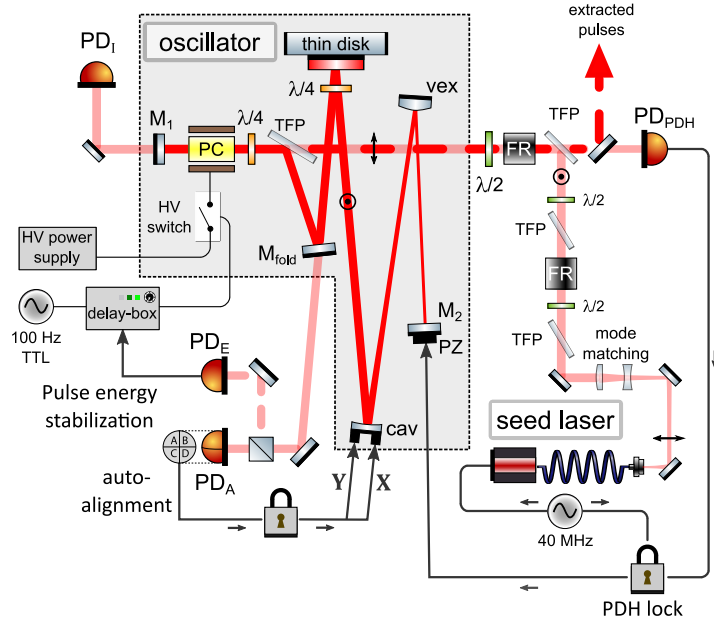 extracted
pulses
oscillator
thin disk
PD_I
λ/4
vex
M_1
λ/4
TFP
TFP
PD_PDH
PC
FR
λ/2
HV
switch
λ/2
TFP
HV power
supply
M_fold
FR
delay-box
M_2
λ/2
100 Hz
TTL
PD_E
PZ
TFP
mode
matching
Pulse energy
stabilization
cav
seed laser
A B
C D
PD_A
auto-
alignment
Y X
40 MHz
PDH lock